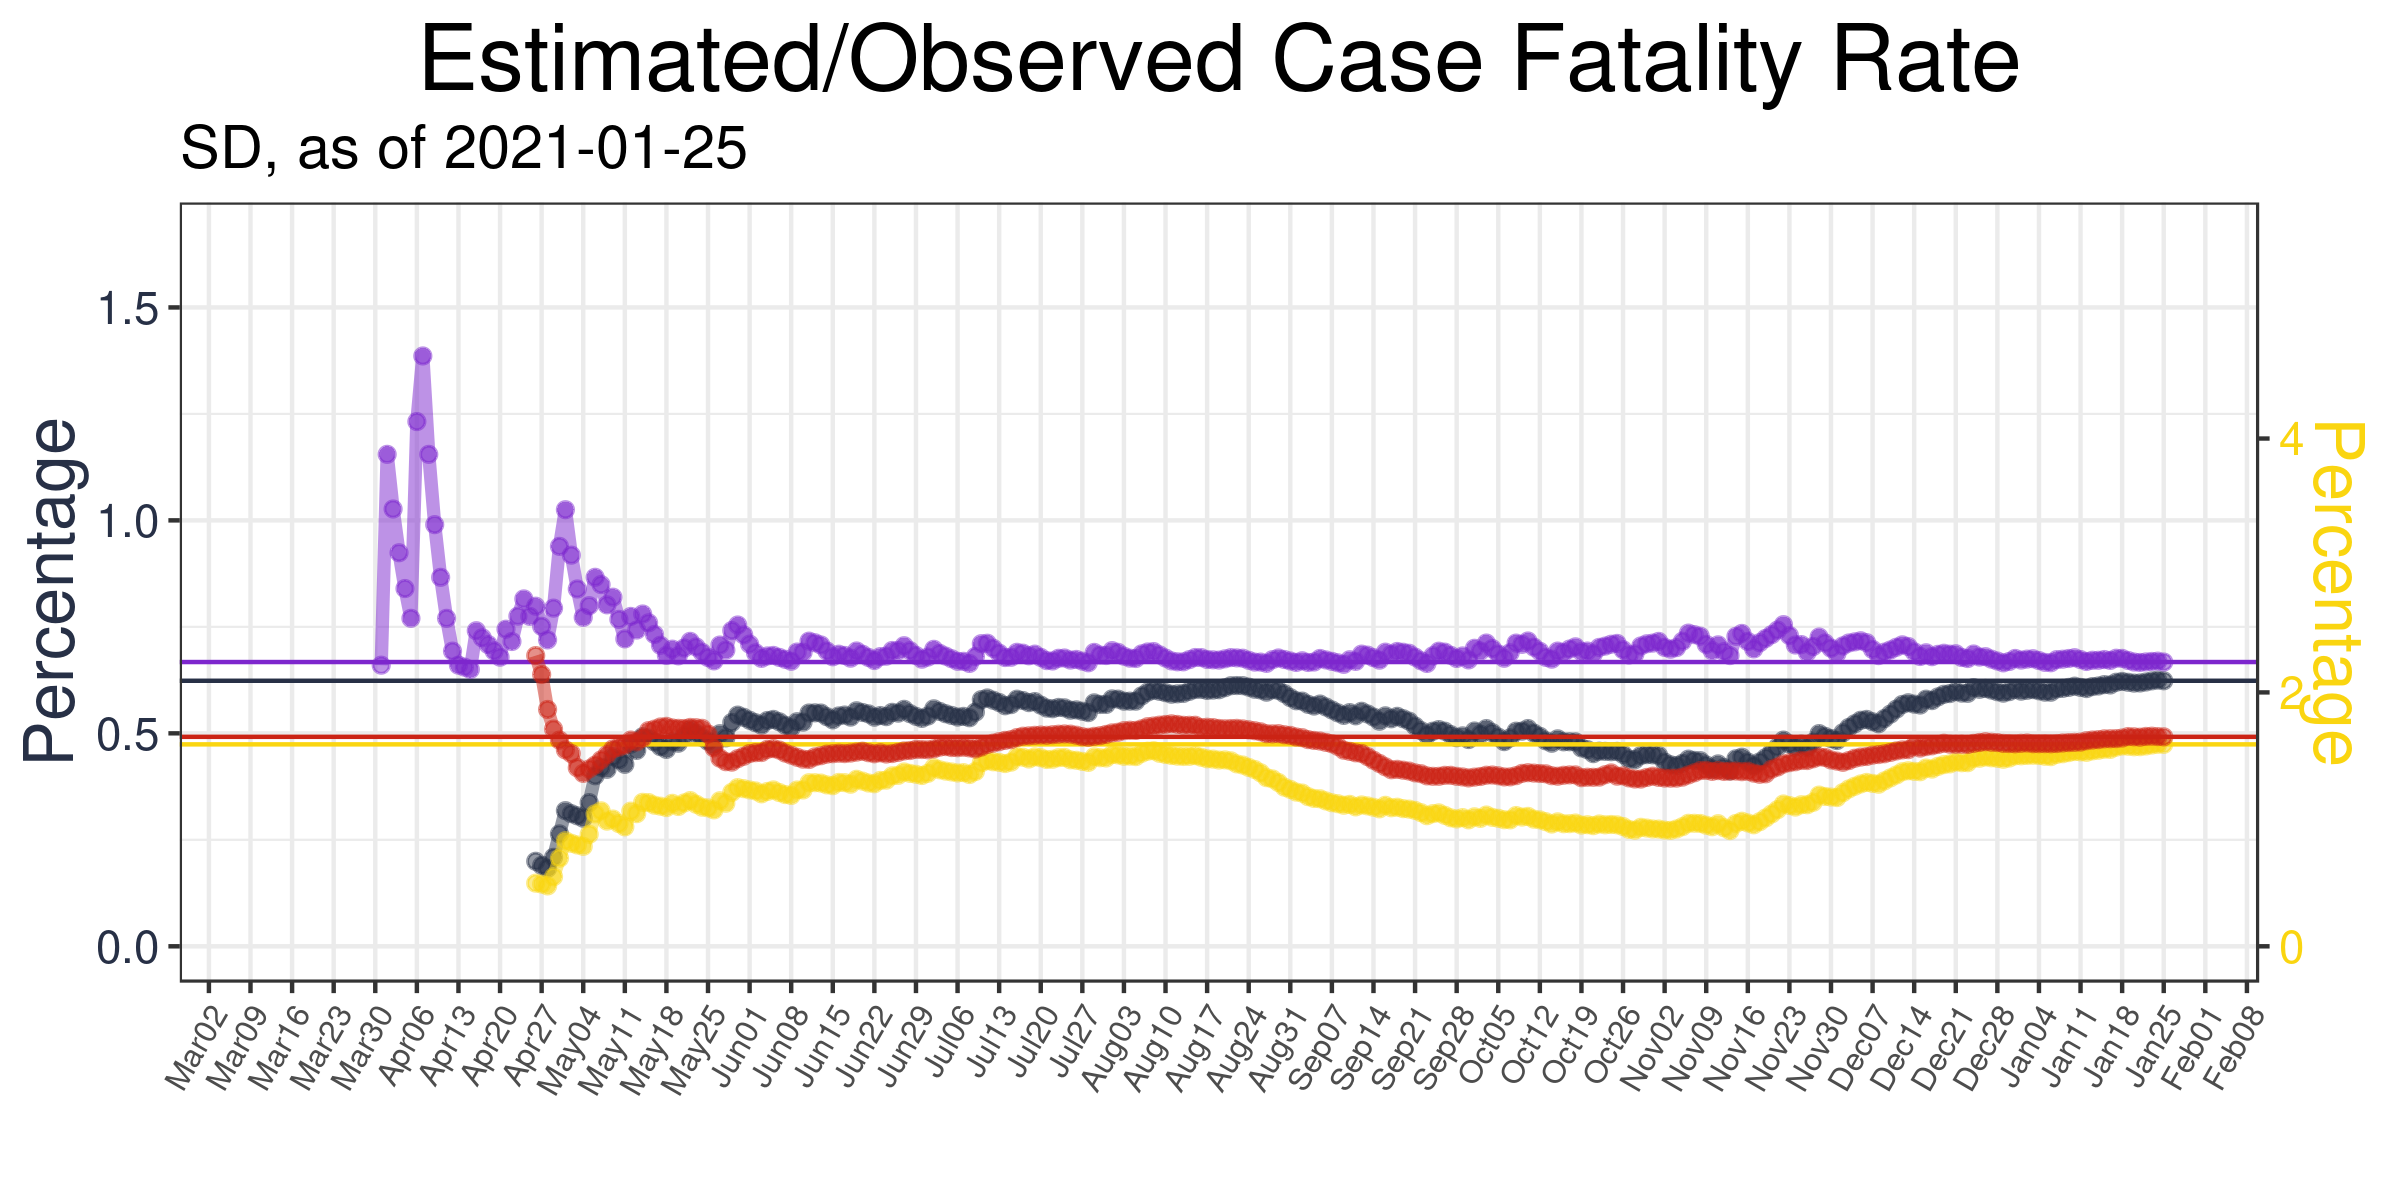 Estimated/Observed Case Fatality Rate
SD, as of 2021-01-25
Percentage
1.5
1.0
0.5
0.0
4
2
0
Percentage
Mar02 Mar09 Mar16 Mar23 Mar30 Apr06 Apr13 Apr20 Apr27 May04 May11 May18 May25 Jun01 Jun08 Jun15 Jun22 Jun29 Jul06 Jul13 Jul20 Jul27 Aug03 Aug10 Aug17 Aug24 Aug31 Sep07 Sep14 Sep21 Sep28 Oct05 Oct12 Oct19 Oct26 Nov02 Nov09 Nov16 Nov23 Nov30 Dec07 Dec14 Dec21 Dec28 Jan04 Jan11 Jan18 Jan25 Feb01 Feb08